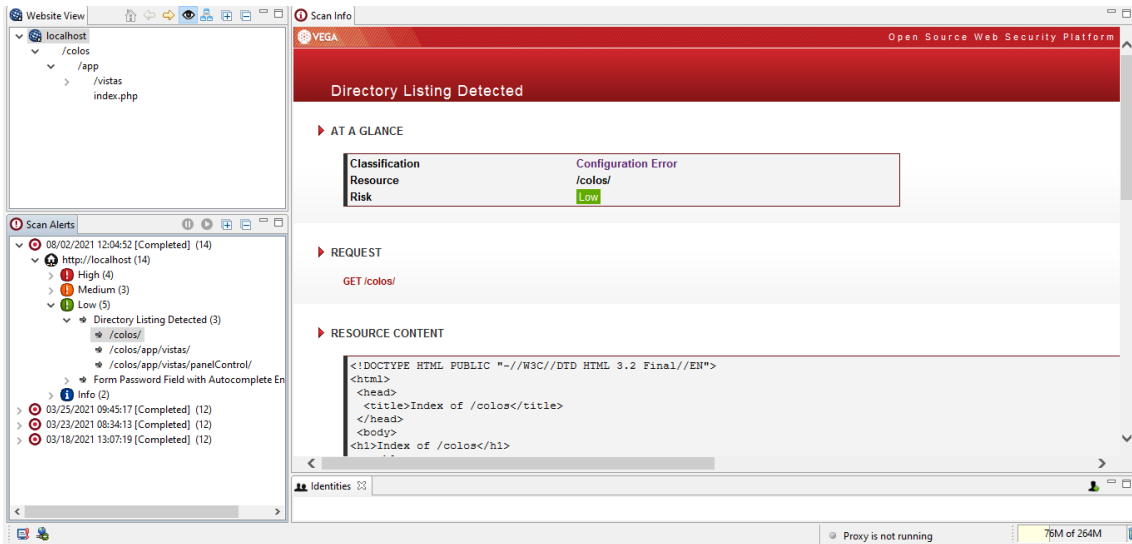 Website View
localhost
/colos
/app
/vistas
index.php
Scan Alerts
08/02/2021 12:04:52 [Completed] (14)
http://localhost (14)
High (4)
Medium (3)
Low (5)
Directory Listing Detected (3)
/colos/
/colos/app/vistas/
/colos/app/vistas/panelControl/
Form Password Field with Autocomplete En
Info (2)
03/25/2021 09:45:17 [Completed] (12)
03/23/2021 08:34:13 [Completed] (12)
03/18/2021 13:07:19 [Completed] (12)
Scan Info
VEGA
Open Source Web Security Platform
Directory Listing Detected
AT A GLANCE
Classification Configuration Error
Resource /colos/
Risk Low
REQUEST
GET /colos/
RESOURCE CONTENT
<!DOCTYPE HTML PUBLIC "-//W3C//DTD HTML 3.2 Final//EN">
<html>
<head>
<title>Index of /colos</title>
</head>
<body>
<h1>Index of /colos</h1>
Identities
Proxy is not running
76M of 264M